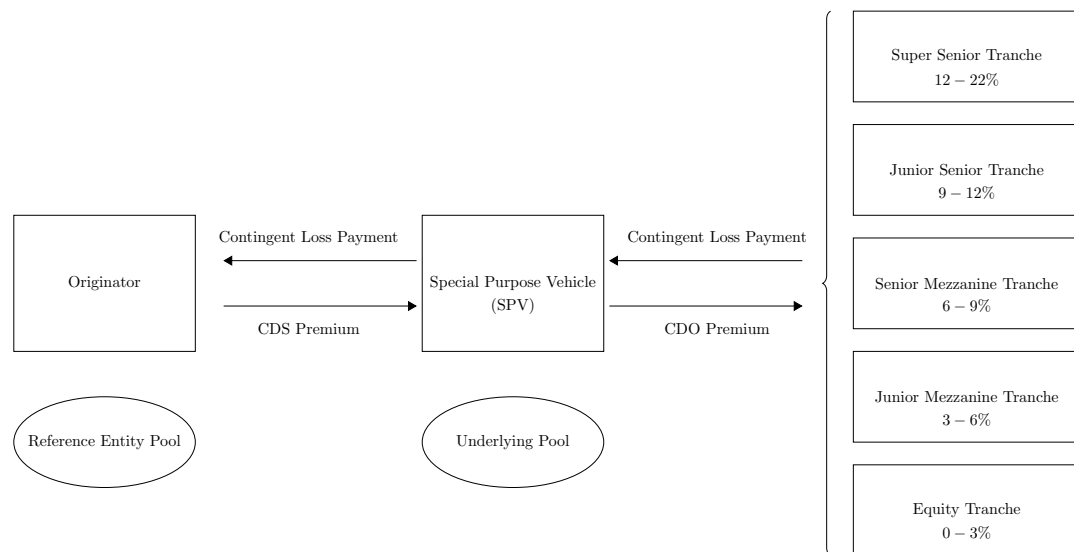 Super Senior Tranche
12 − 22%
Junior Senior Tranche
9 − 12%
Contingent Loss Payment
Contingent Loss Payment
Originator
Special Purpose Vehicle
(SPV)
Senior Mezzanine Tranche
6 − 9%
CDS Premium
CDO Premium
Junior Mezzanine Tranche
3 − 6%
Reference Entity Pool
Underlying Pool
Equity Tranche
0 − 3%